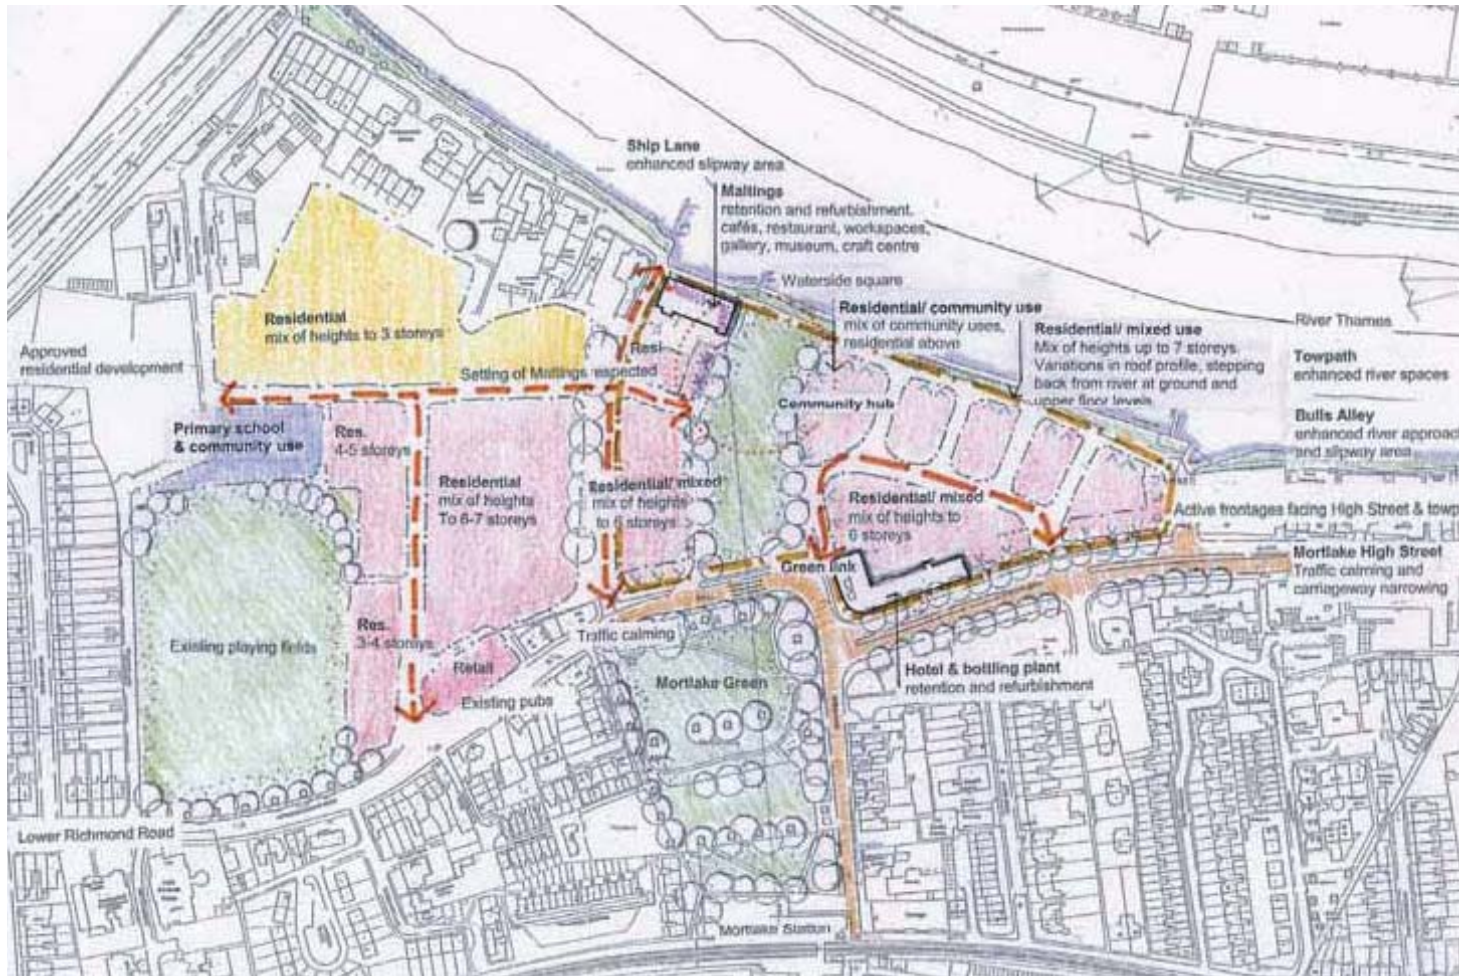 Ship Lane
enhanced slipway area
Maltings
retention and refurbishment,
cafés, restaurant, workspaces,
gallery, museum, craft centre
Waterside square
Residential/ community use
mix of community uses,
residential above
Residential/ mixed use
Mix of heights up to 7 storeys.
Variations in roof profile, stepping
back from river at ground and
upper floor levels
River Thames
Towpath
enhanced river spaces
Bulls Alley
enhanced river approac
and slipway area
Residential
mix of heights to 3 storeys
Approved
residential development
Resi
Setting of Maltings respected
Community hub
Primary school
& community use
Res.
4-5 storeys
Residential
mix of heights
To 6-7 storeys
Residential/ mixed
mix of heights
to 6 storeys
Residential/ mixed
mix of heights to
6 storeys
Active frontages facing High Street & towp
Mortlake High Street
Traffic calming and
carriageway narrowing
Green link
Existing playing fields
Res.
3-4 storeys
Traffic calming
Retail
Existing pubs
Mortlake Green
Hotel & bottling plant
retention and refurbishment
Lower Richmond Road
Mortlake Station